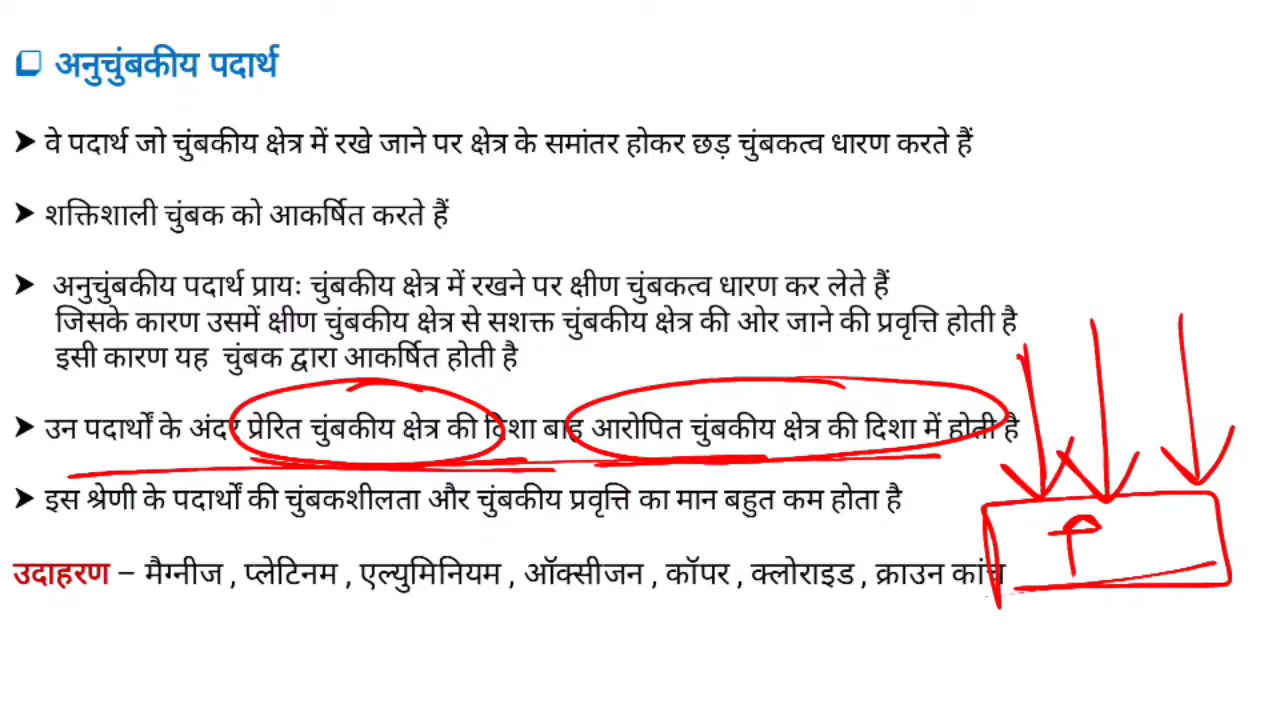 अनुचुंबकीय पदार्थ
वे पदार्थ जो चुंबकीय क्षेत्र में रखे जाने पर क्षेत्र के समांतर होकर छड़ चुंबकत्व धारण करते हैं
शक्तिशाली चुंबक को आकर्षित करते हैं
अनुचुंबकीय पदार्थ प्रायः चुंबकीय क्षेत्र में रखने पर क्षीण चुंबकत्व धारण कर लेते हैं
जिसके कारण उसमें क्षीण चुंबकीय क्षेत्र से सशक्त चुंबकीय क्षेत्र की ओर जाने की प्रवृत्ति होती है
इसी कारण यह चुंबक द्वारा आकर्षित होती है
उन पदार्थों के अंदर प्रेरित चुंबकीय क्षेत्र की दिशा बाह आरोपित चुंबकीय क्षेत्र की दिशा में होती है
इस श्रेणी के पदार्थों की चुंबकशीलता और चुंबकीय प्रवृत्ति का मान बहुत कम होता है
उदाहरण – मैग्नीज , प्लेटिनम , एल्युमिनियम , ऑक्सीजन , कॉपर , क्लोराइड , क्राउन कांच
P